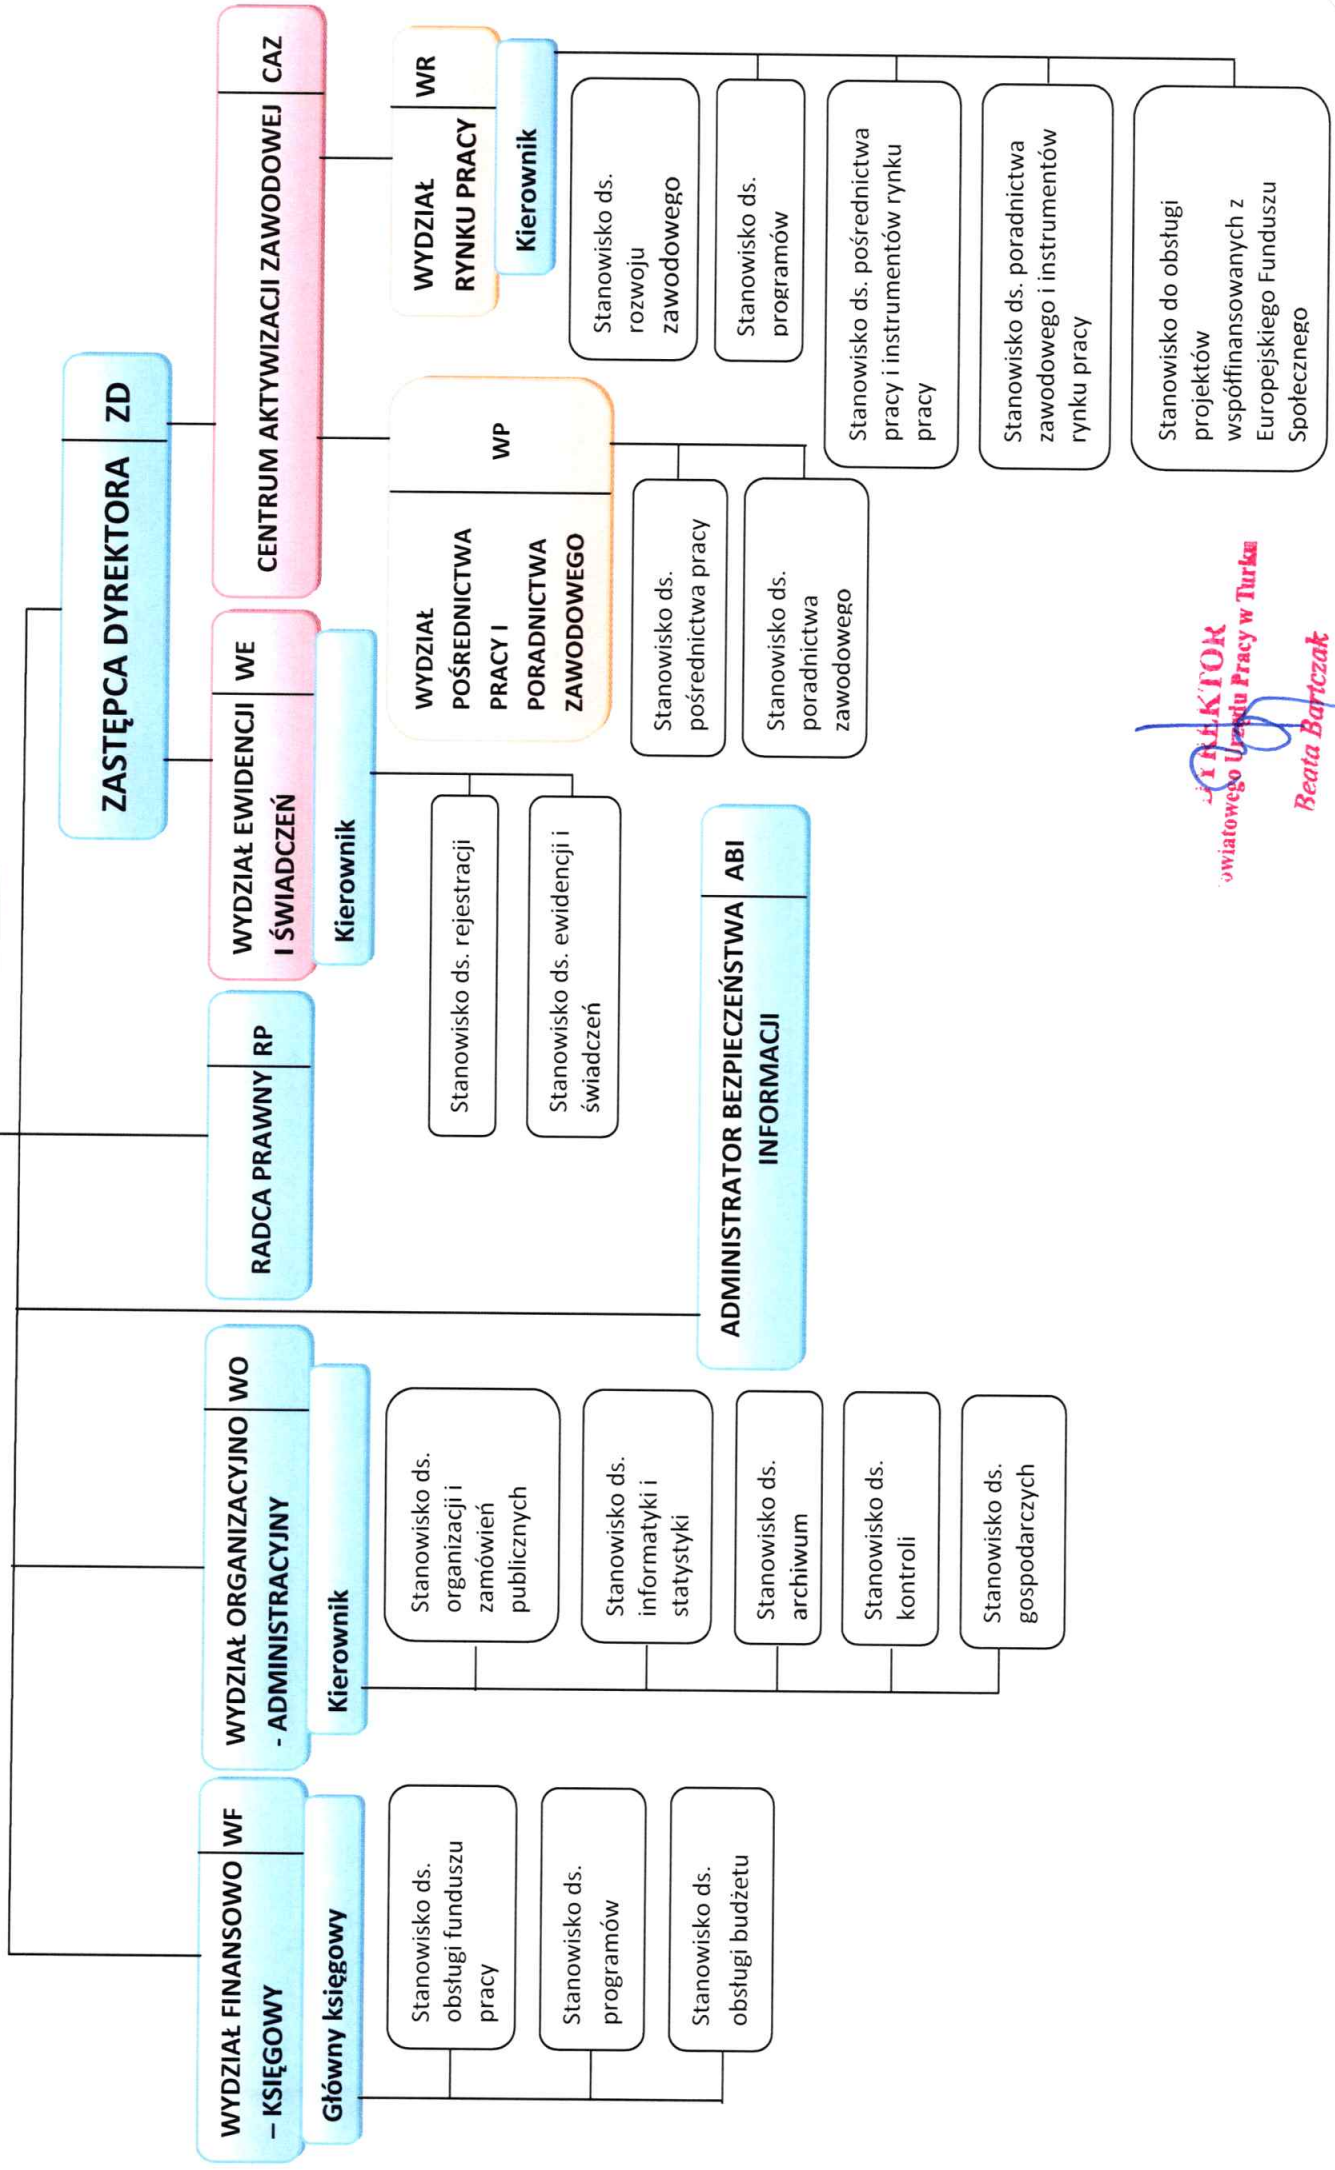 ZASTĘPCA DYREKTORA ZD
WYDZIAŁ FINANSOWO WF
– KSIĘGOWY
Główny księgowy
Stanowisko ds.
obsługi funduszu
pracy
Stanowisko ds.
programów
Stanowisko ds.
obsługi budżetu
WYDZIAŁ ORGANIZACYJNO WO
- ADMINISTRACYJNY
Kierownik
Stanowisko ds.
organizacji i
zamówień
publicznych
Stanowisko ds.
informatyki i
statystyki
Stanowisko ds.
archiwum
Stanowisko ds.
kontroli
Stanowisko ds.
gospodarczych
RADCA PRAWNY RP
ADMINISTRATOR BEZPIECZEŃSTWA ABI
INFORMACJI
WYDZIAŁ EWIDENCJI WE
I ŚWIADCZEŃ
Kierownik
Stanowisko ds. rejestracji
Stanowisko ds. ewidencji i
świadczeń
CENTRUM AKTYWIZACJI ZAWODOWEJ CAZ
WYDZIAŁ
POŚREDNICTWA
PRACY I
PORADNICTWA
ZAWODOWEGO
WP
Stanowisko ds.
pośrednictwa pracy
Stanowisko ds.
poradnictwa
zawodowego
WYDZIAŁ
RYNKU PRACY
WR
Kierownik
Stanowisko ds.
rozwoju
zawodowego
Stanowisko ds.
programów
Stanowisko ds. pośrednictwa
pracy i instrumentów rynku
pracy
Stanowisko ds. poradnictwa
zawodowego i instrumentów
rynku pracy
Stanowisko do obsługi
projektów
współfinansowanych z
Europejskiego Funduszu
Społecznego
DYREKTOR
owiatowego Urzędu Pracy w Turku
Beata Bartczak